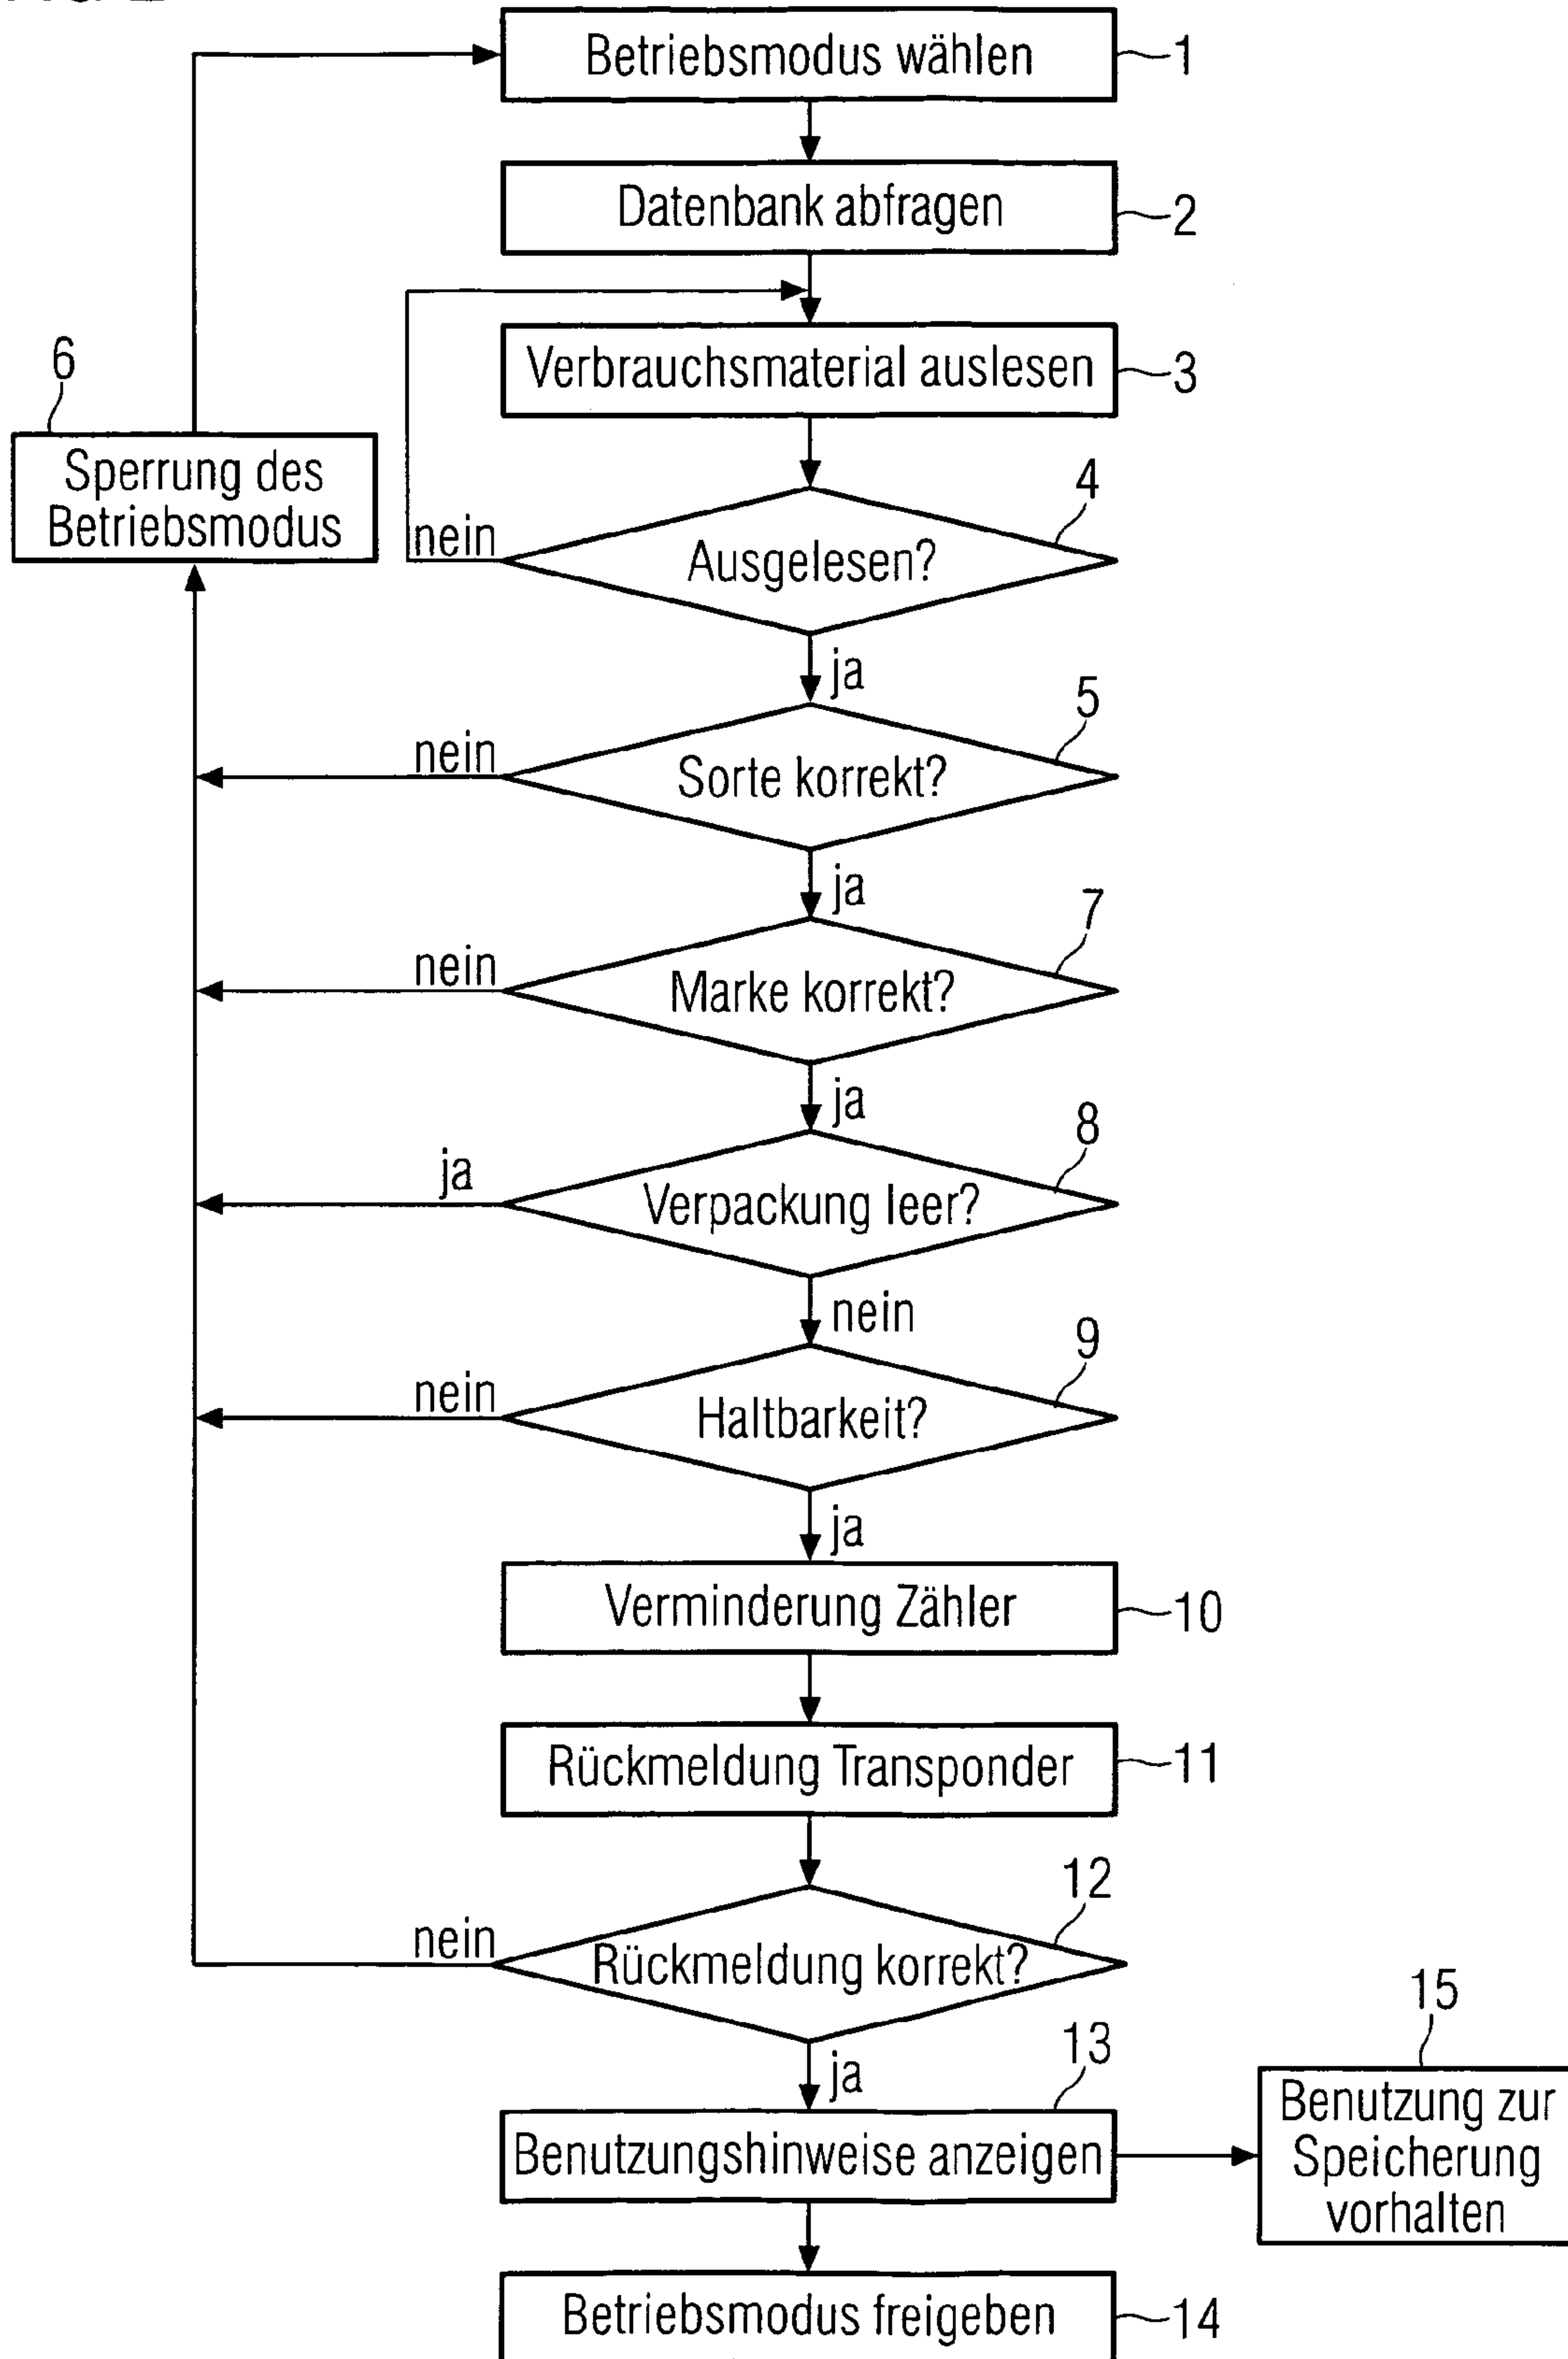 Betriebsmodus wählen
1
Datenbank abfragen
2
Verbrauchsmaterial auslesen
3
6
Sperrung des
Betriebsmodus
4
nein
Ausgelesen?
ja
5
nein
Sorte korrekt?
ja
7
nein
Marke korrekt?
ja
8
ja
Verpackung leer?
nein
9
nein
Haltbarkeit?
ja
Verminderung Zähler
10
Rückmeldung Transponder
11
12
nein
Rückmeldung korrekt?
ja
13
15
Benutzungshinweise anzeigen
Benutzung zur
Speicherung
vorhalten
Betriebsmodus freigeben
14